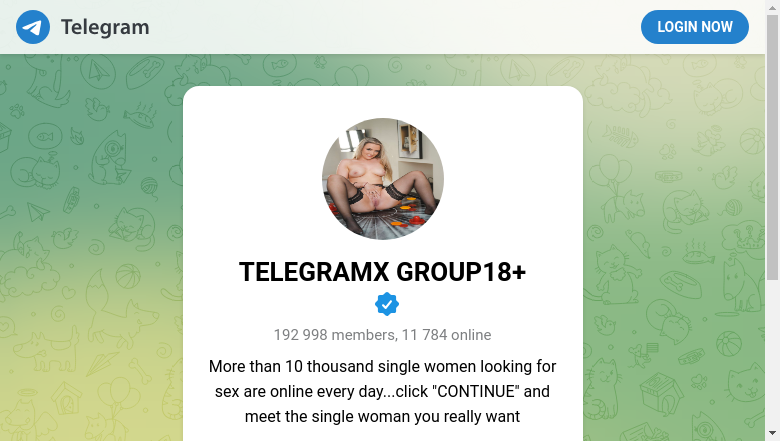 Telegram
LOGIN NOW
TELEGRAMX GROUP18+
192 998 members, 11 784 online
More than 10 thousand single women looking for
sex are online every day...click "CONTINUE" and
meet the single woman you really want